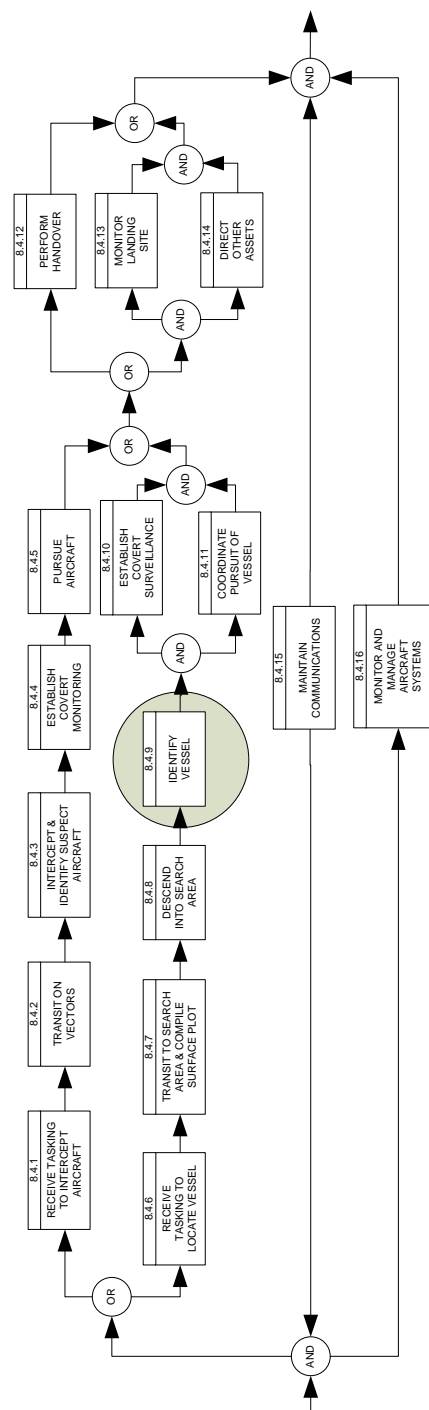 AND
OR
8.4.1
RECEIVE TASKING
TO INTERCEPT
AIRCRAFT
8.4.2
TRANSIT ON
VECTORS
8.4.3
INTERCEPT &
IDENTIFY SUSPECT
AIRCRAFT
8.4.4
ESTABLISH
COVERT
MONITORING
8.4.5
PURSUE
AIRCRAFT
8.4.6
RECEIVE
TASKING TO
LOCATE VESSEL
8.4.7
TRANSIT TO SEARCH
AREA & COMPILE
SURFACE PLOT
8.4.8
DESCEND
INTO SEARCH
AREA
8.4.9
IDENTIFY
VESSEL
AND
8.4.10
ESTABLISH
COVERT
SURVEILLANCE
8.4.11
COORDINATE
PURSUIT OF
VESSEL
AND
OR
OR
8.4.12
PERFORM
HANDOVER
AND
8.4.13
MONITOR
LANDING
SITE
8.4.14
DIRECT
OTHER
ASSETS
AND
OR
8.4.15
MAINTAIN
COMMUNICATIONS
8.4.16
MONITOR AND
MANAGE
AIRCRAFT
SYSTEMS
AND